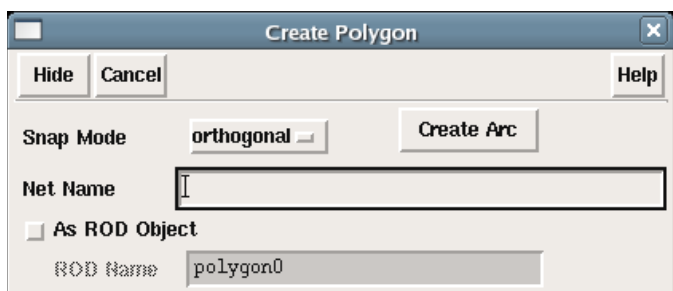 Create Polygon
Hide Cancel Help
Snap Mode orthogonal Create Arc
Net Name
As ROD Object
ROD Name polygon0